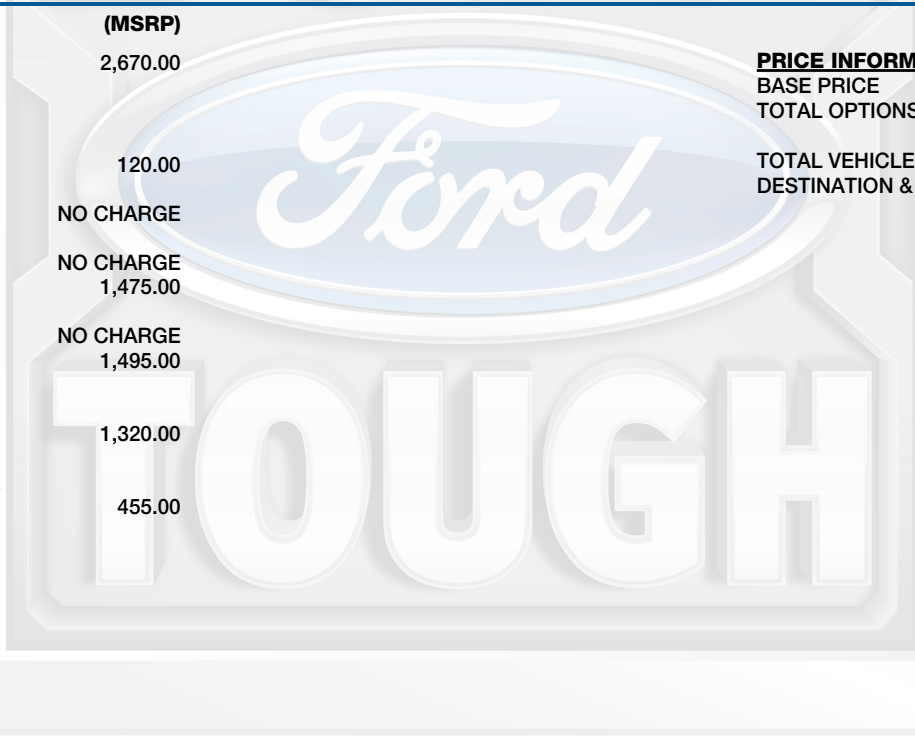 (MSRP)
2,670.00
120.00
NO CHARGE
NO CHARGE
1,475.00
NO CHARGE
1,495.00
1,320.00
455.00
PRICE INFORM
BASE PRICE
TOTAL OPTIONS
TOTAL VEHICLE
DESTINATION &
Ford
TOUGH